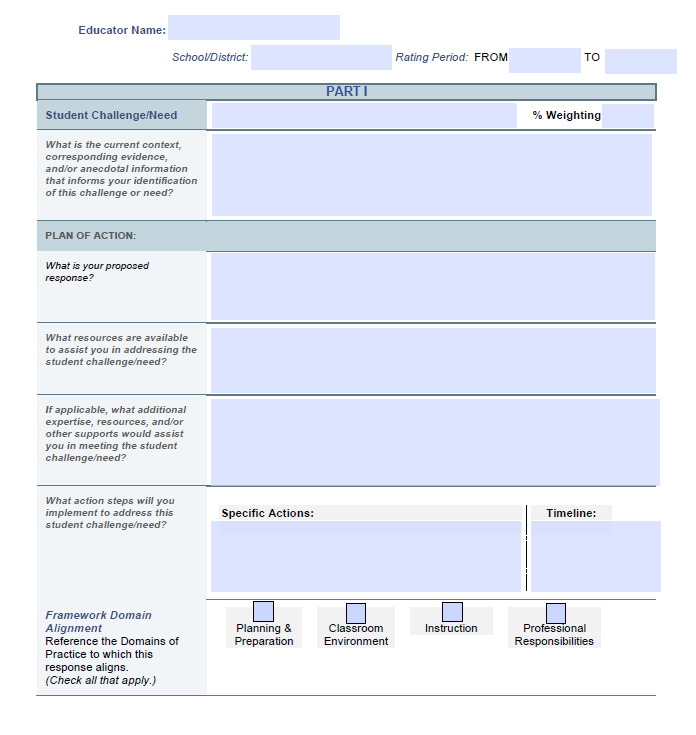 Educator Name:
School/District: Rating Period: FROM TO
PART I
Student Challenge/Need % Weighting
What is the current context,
corresponding evidence,
and/or anecdotal information
that informs your identification
of this challenge or need?
PLAN OF ACTION:
What is your proposed
response?
What resources are available
to assist you in addressing the
student challenge/need?
If applicable, what additional
expertise, resources, and/or
other supports would assist
you in meeting the student
challenge/need?
What action steps will you
implement to address this
student challenge/need?
Specific Actions: Timeline:
Framework Domain
Alignment
Reference the Domains of
Practice to which this
response aligns.
(Check all that apply.)
Planning &
Preparation
Classroom
Environment
Instruction
Professional
Responsibilities